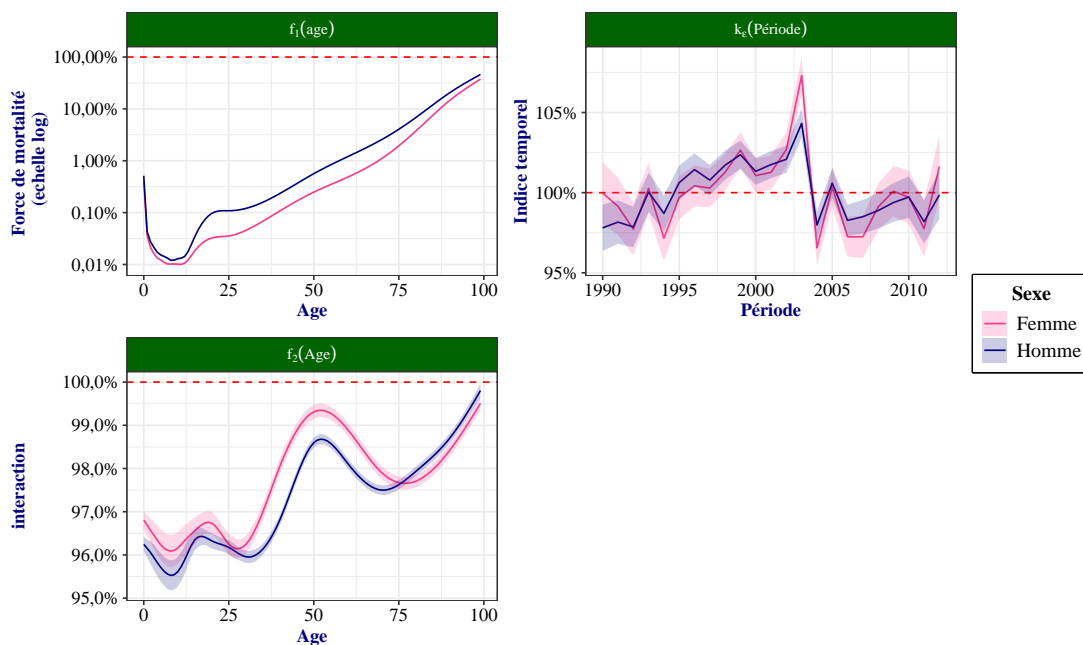 f₁(age)
Force de mortalité
(echelle log)
100,00%
10,00%
1,00%
0,10%
0,01%
0
25
50
75
100
Age
kₜ(Période)
Indice temporel
105%
100%
95%
1990
1995
2000
2005
2010
Période
Sexe
Femme
Homme
f₂(Age)
interaction
100,0%
99,0%
98,0%
97,0%
96,0%
95,0%
0
25
50
75
100
Age